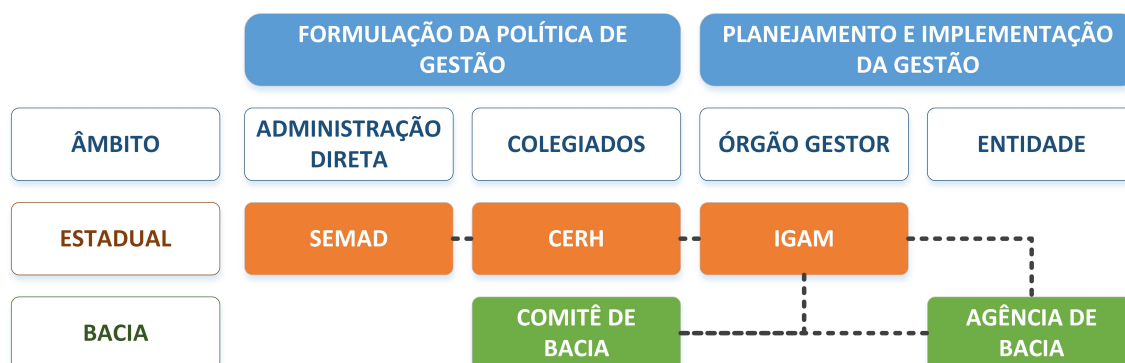 FORMULAÇÃO DA POLÍTICA DE
GESTÃO
PLANEJAMENTO E IMPLEMENTAÇÃO
DA GESTÃO
ÂMBITO
ADMINISTRAÇÃO
DIRETA
COLEGIADOS
ÓRGÃO GESTOR
ENTIDADE
ESTADUAL
SEMAD
CERH
IGAM
BACIA
COMITÊ DE
BACIA
AGÊNCIA DE
BACIA